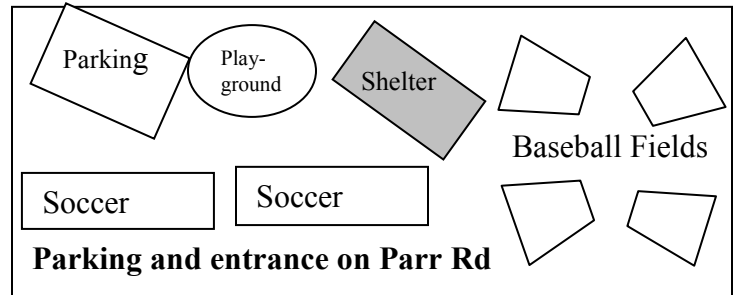 Parking
Play-
ground
Shelter
Baseball Fields
Soccer
Soccer
Parking and entrance on Parr Rd